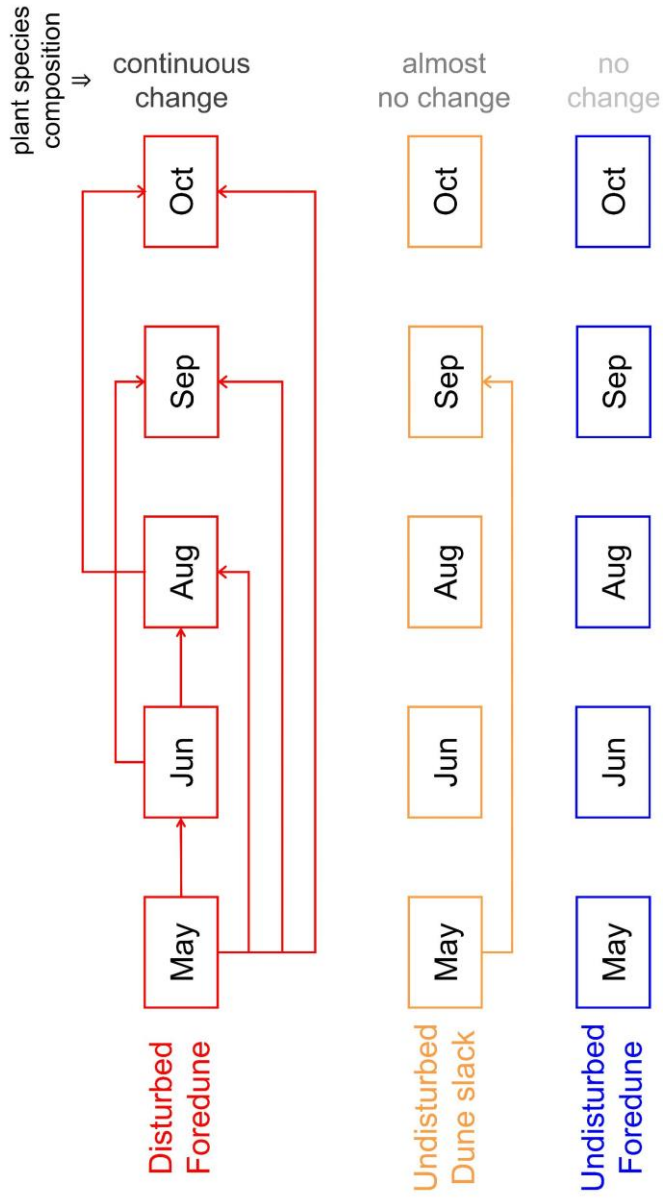 plant species
composition
⇒
continuous
change
almost
no change
no
change
Disturbed
Foredune
May
Jun
Aug
Sep
Oct
Undisturbed
Dune slack
May
Jun
Aug
Sep
Oct
Undisturbed
Foredune
May
Jun
Aug
Sep
Oct